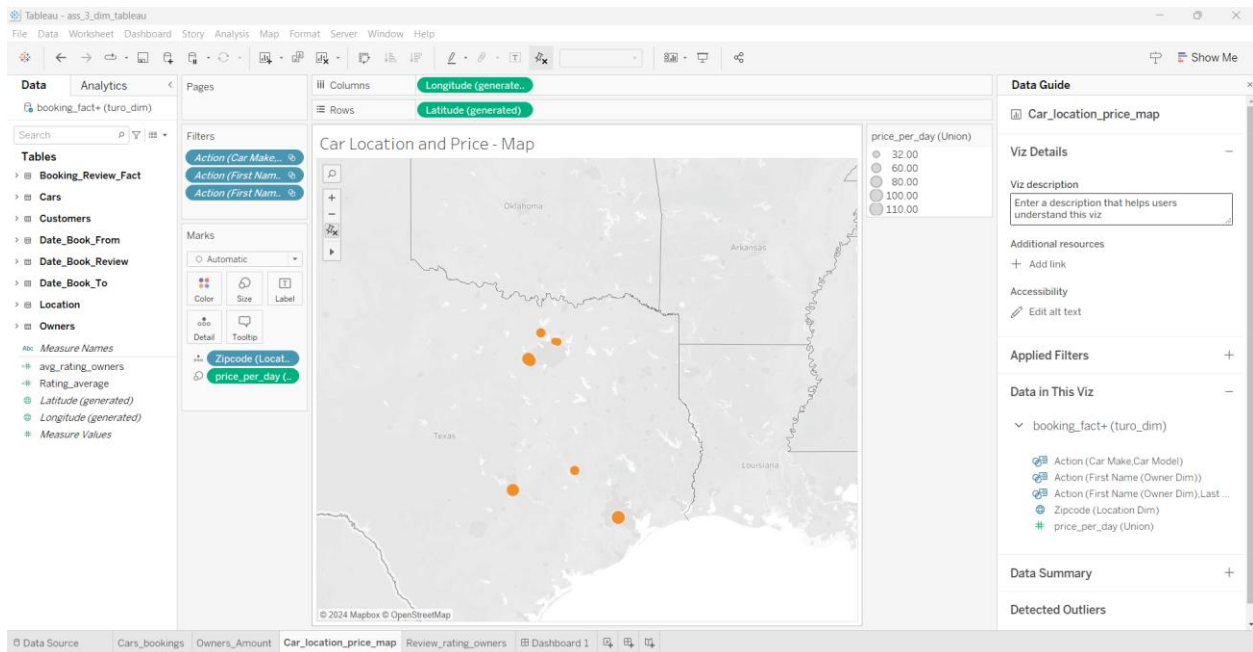 Tableau - ass_3_dim_tableau
File Data Worksheet Dashboard Story Analysis Map Format Server Window Help
Show Me
Data Analytics
booking_fact+ (turo_dim)
Search
Tables
Booking_Review_Fact
Cars
Customers
Date_Book_From
Date_Book_Review
Date_Book_To
Location
Owners
Abc Measure Names
avg_rating_owners
Rating_average
Latitude (generated)
Longitude (generated)
Measure Values
Pages
Filters
Action (Car Make,..
Action (First Nam..
Action (First Nam..
Marks
Automatic
Color Size Label
Detail Tooltip
Zipcode (Locat..
price_per_day (..
Columns Longitude (generate..
Rows Latitude (generated)
Car Location and Price - Map
Oklahoma
Arkansas
Texas
Louisiana
© 2024 Mapbox © OpenStreetMap
price_per_day (Union)
32.00
60.00
80.00
100.00
110.00
Data Guide
Car_location_price_map
Viz Details
Viz description
Enter a description that helps users
understand this viz
Additional resources
+ Add link
Accessibility
Edit alt text
Applied Filters
Data in This Viz
booking_fact+ (turo_dim)
Action (Car Make,Car Model)
Action (First Name (Owner Dim))
Action (First Name (Owner Dim),Last ...
Zipcode (Location Dim)
price_per_day (Union)
Data Summary
Detected Outliers
Data Source Cars_bookings Owners_Amount Car_location_price_map Review_rating_owners Dashboard 1